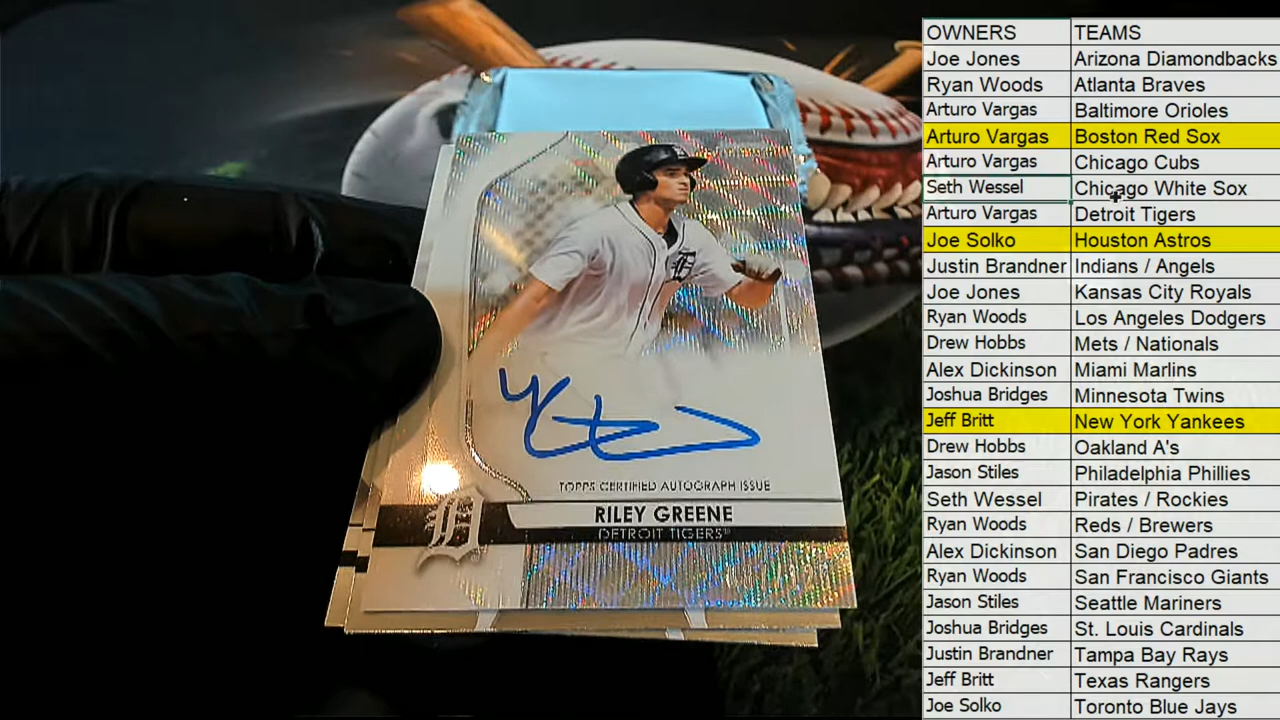 TOPPS CERTIFIED AUTOGRAPH ISSUE
RILEY GREENE
DETROIT TIGERS®
OWNERS TEAMS
Joe Jones Arizona Diamondbacks
Ryan Woods Atlanta Braves
Arturo Vargas Baltimore Orioles
Arturo Vargas Boston Red Sox
Arturo Vargas Chicago Cubs
Seth Wessel Chicago White Sox
Arturo Vargas Detroit Tigers
Joe Solko Houston Astros
Justin Brandner Indians / Angels
Joe Jones Kansas City Royals
Ryan Woods Los Angeles Dodgers
Drew Hobbs Mets / Nationals
Alex Dickinson Miami Marlins
Joshua Bridges Minnesota Twins
Jeff Britt New York Yankees
Drew Hobbs Oakland A's
Jason Stiles Philadelphia Phillies
Seth Wessel Pirates / Rockies
Ryan Woods Reds / Brewers
Alex Dickinson San Diego Padres
Ryan Woods San Francisco Giants
Jason Stiles Seattle Mariners
Joshua Bridges St. Louis Cardinals
Justin Brandner Tampa Bay Rays
Jeff Britt Texas Rangers
Joe Solko Toronto Blue Jays